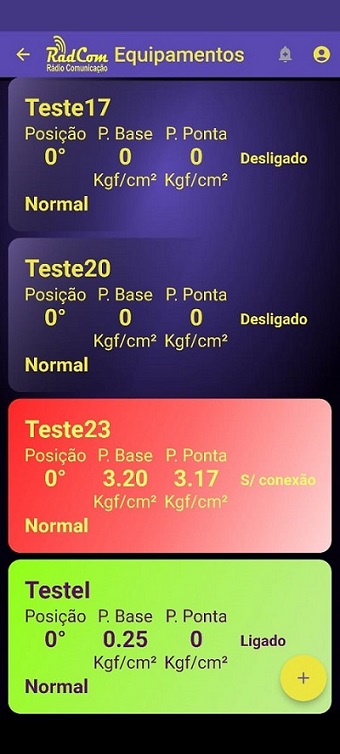 RadCom
Rádio Comunicação
Equipamentos
Teste17
Posição P. Base P. Ponta
0° 0 0 Desligado
Kgf/cm² Kgf/cm²
Normal
Teste20
Posição P. Base P. Ponta
0° 0 0 Desligado
Kgf/cm² Kgf/cm²
Normal
Teste23
Posição P. Base P. Ponta
0° 3.20 3.17 S/ conexão
Kgf/cm² Kgf/cm²
Normal
Testel
Posição P. Base P. Ponta
0° 0.25 0 Ligado
Kgf/cm² Kgf/cm²
Normal
+